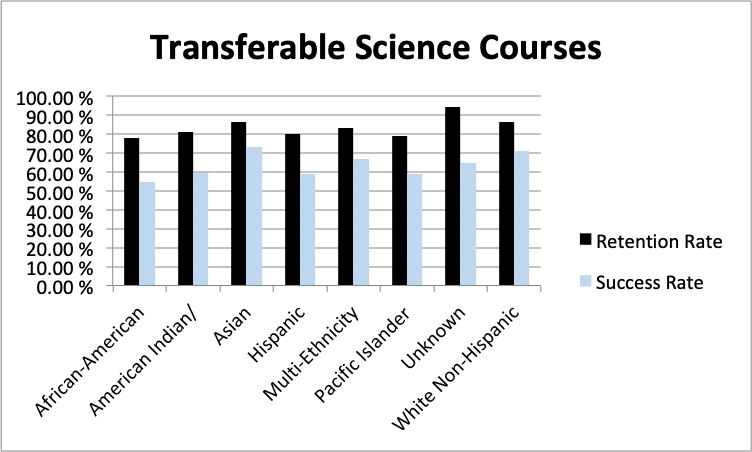 Transferable Science Courses
100.00 %
90.00 %
80.00 %
70.00 %
60.00 %
50.00 %
40.00 %
30.00 %
20.00 %
10.00 %
0.00 %
Retention Rate
Success Rate
African-American
American Indian/
Asian
Hispanic
Multi-Ethnicity
Pacific Islander
Unknown
White Non-Hispanic